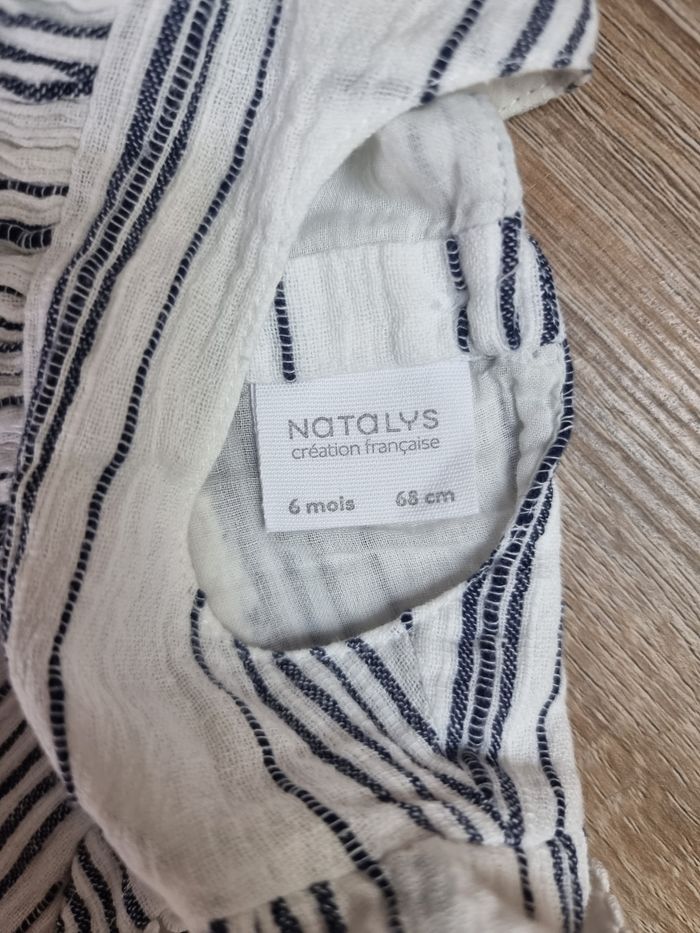 NATALYS
création française
6 mois 68 cm